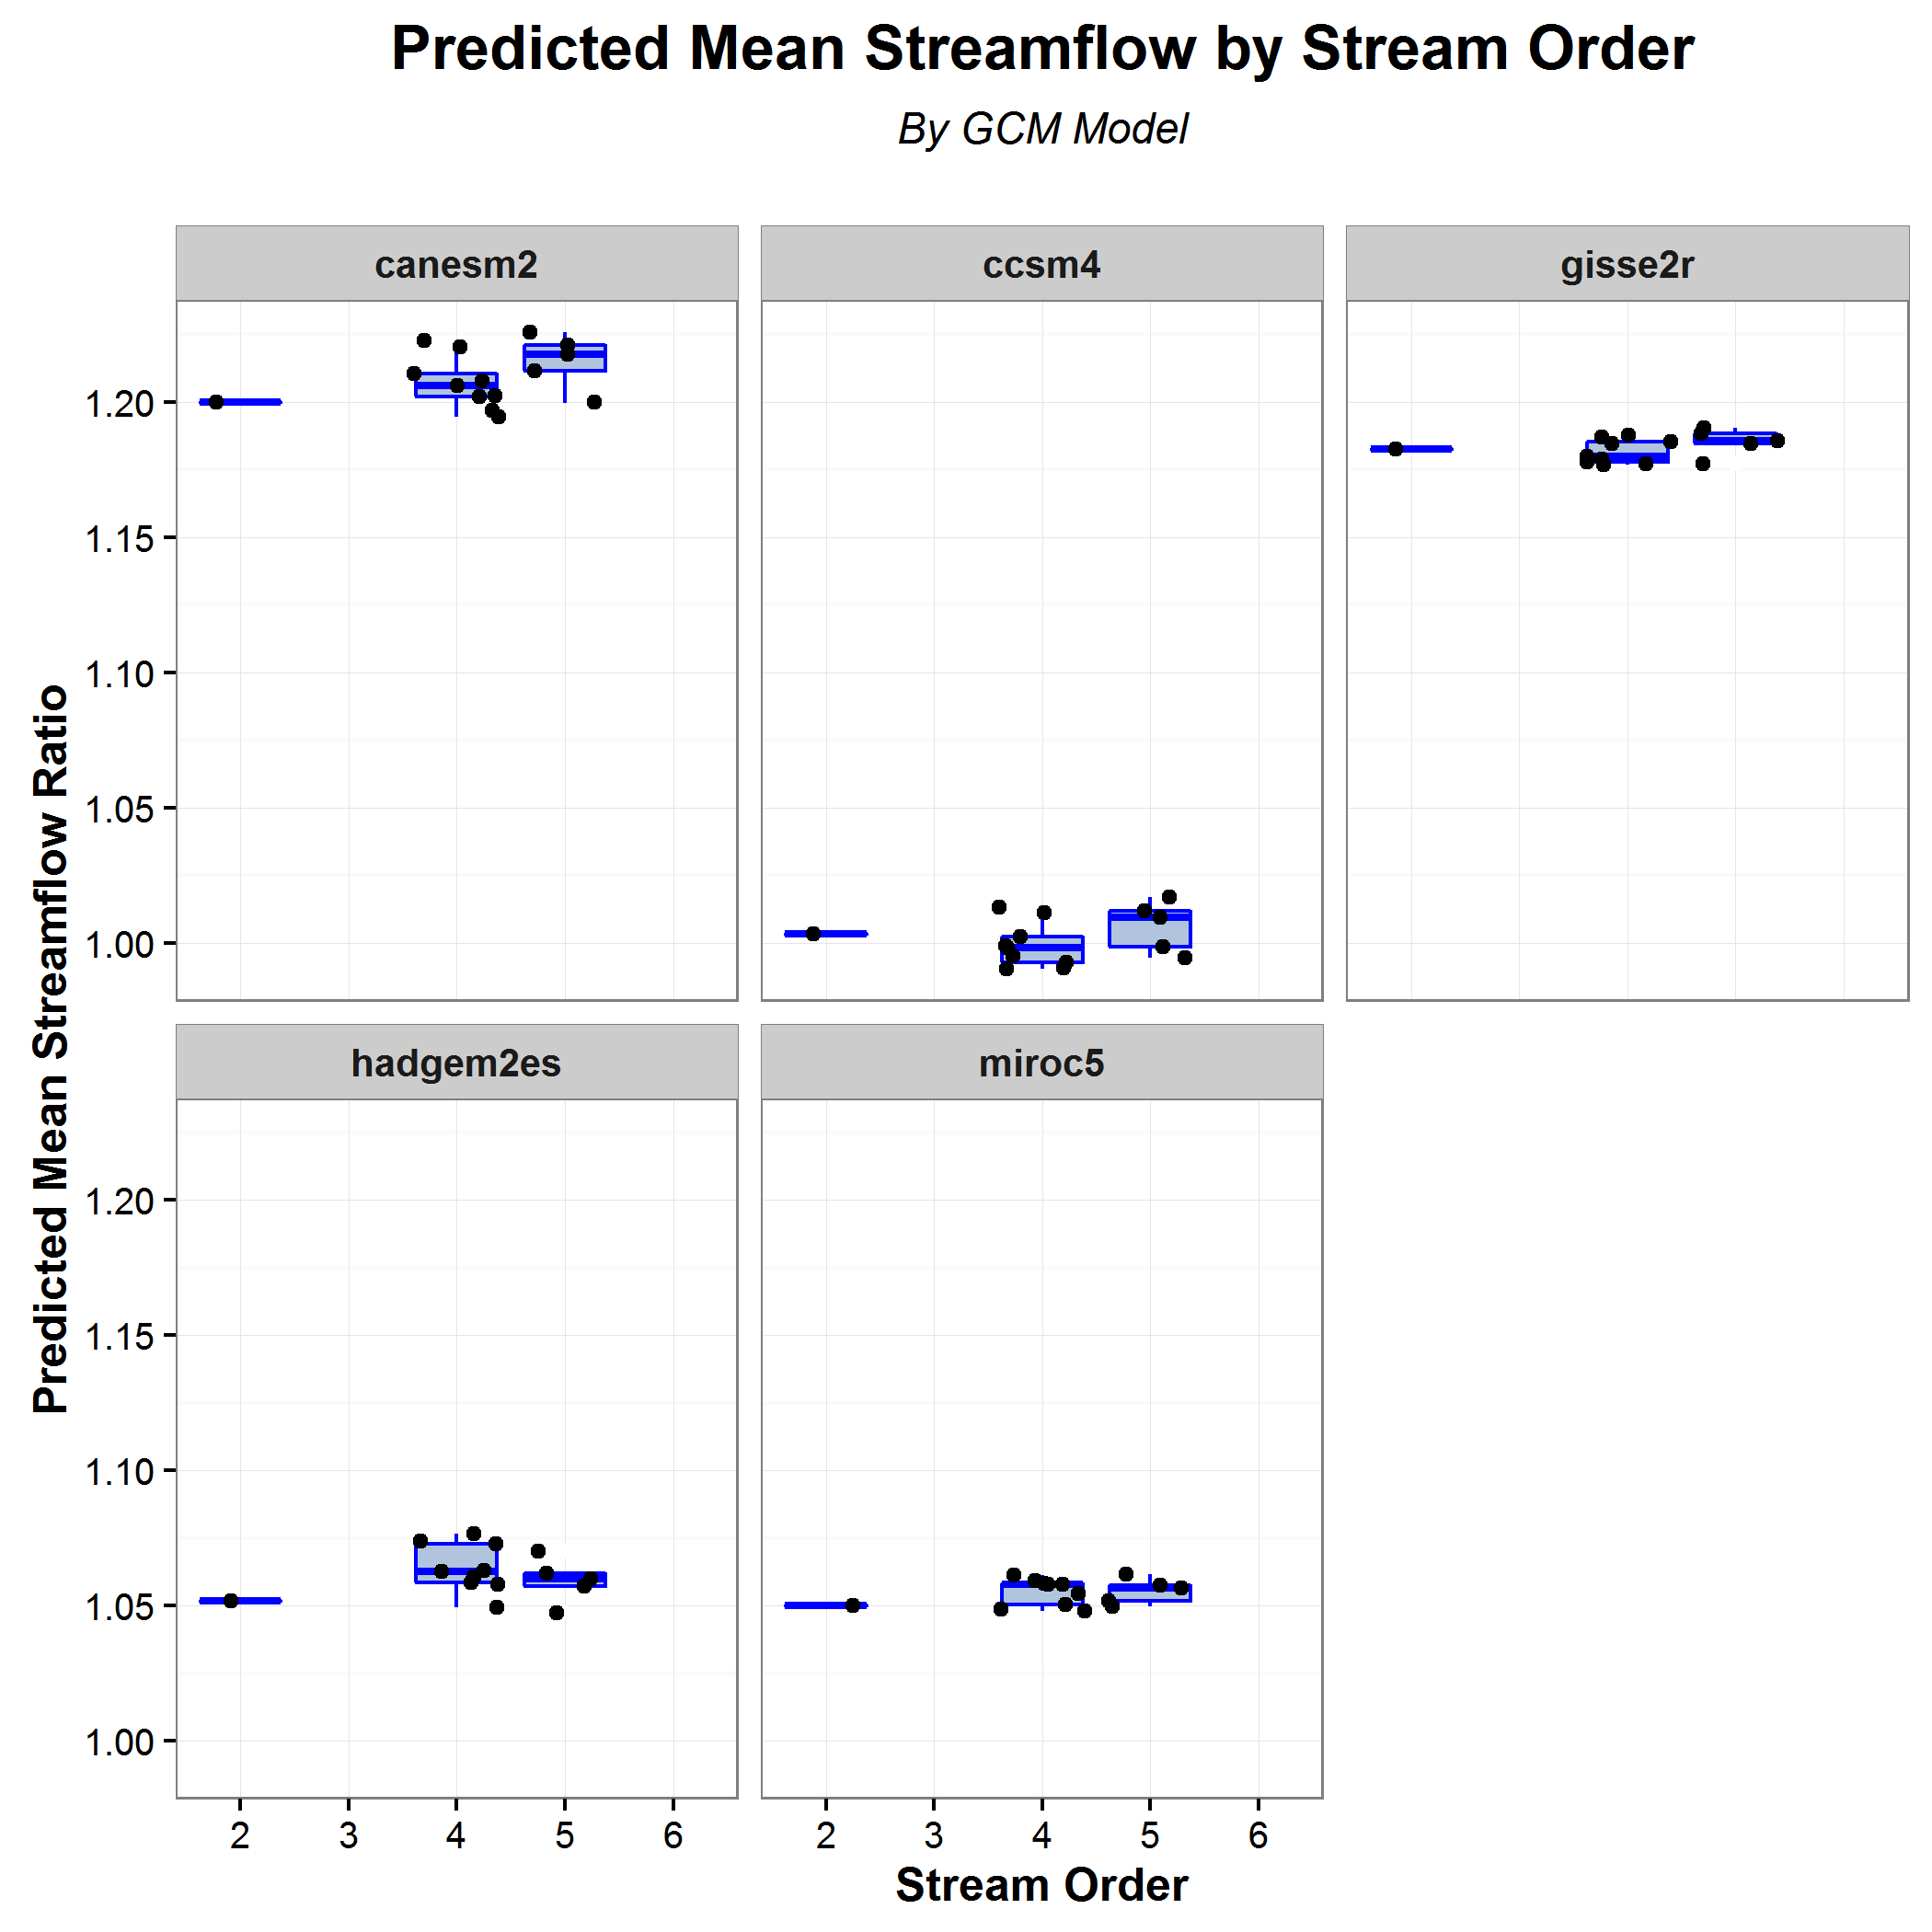 Predicted Mean Streamflow by Stream Order
By GCM Model
canesm2
ccsm4
gisse2r
Predicted Mean Streamflow Ratio
1.20
1.15
1.10
1.05
1.00
hadgem2es
miroc5
1.20
1.15
1.10
1.05
1.00
2 3 4 5 6
2 3 4 5 6
Stream Order